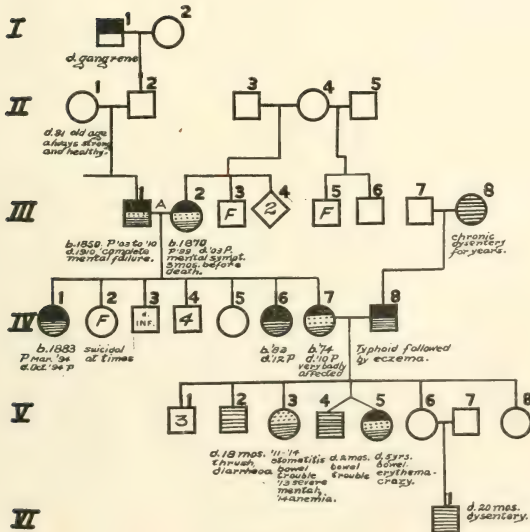 I
1 2
d. gangrene.
II
1 2 3 4 5
d. 91 old age
always strong
and healthy.
III
1 A 2 3 4 5 6 7 8
F 2 F
b. 1850. P '03 to '10
d. 1910 "complete
mental failure.
b. 1870
P '99 d. '03 P.
mental sympt.
3 mos. before
death.
chronic
dysentery
for years.
IV
1 2 3 4 5 6 7 8
F d. INF. 4
b. 1883
P Mar. '94
d. Oct. '94 P
suicidal
at times
b. '82
d. '12 P
b. '74
d. '10 P
very badly
affected
Typhoid followed
by eczema.
V
1 2 3 4 5 6 7 8
3
d. 18 mos.
thrush
diarrhoea
'11-'14
stomatitis
bowel
trouble
'13 severe
mental,
'14 anemia.
d. 2 mos.
bowel
trouble
d. 5 yrs.
bowel
erythema-
crazy.
VI
1
d. 20 mos.
dysentery.